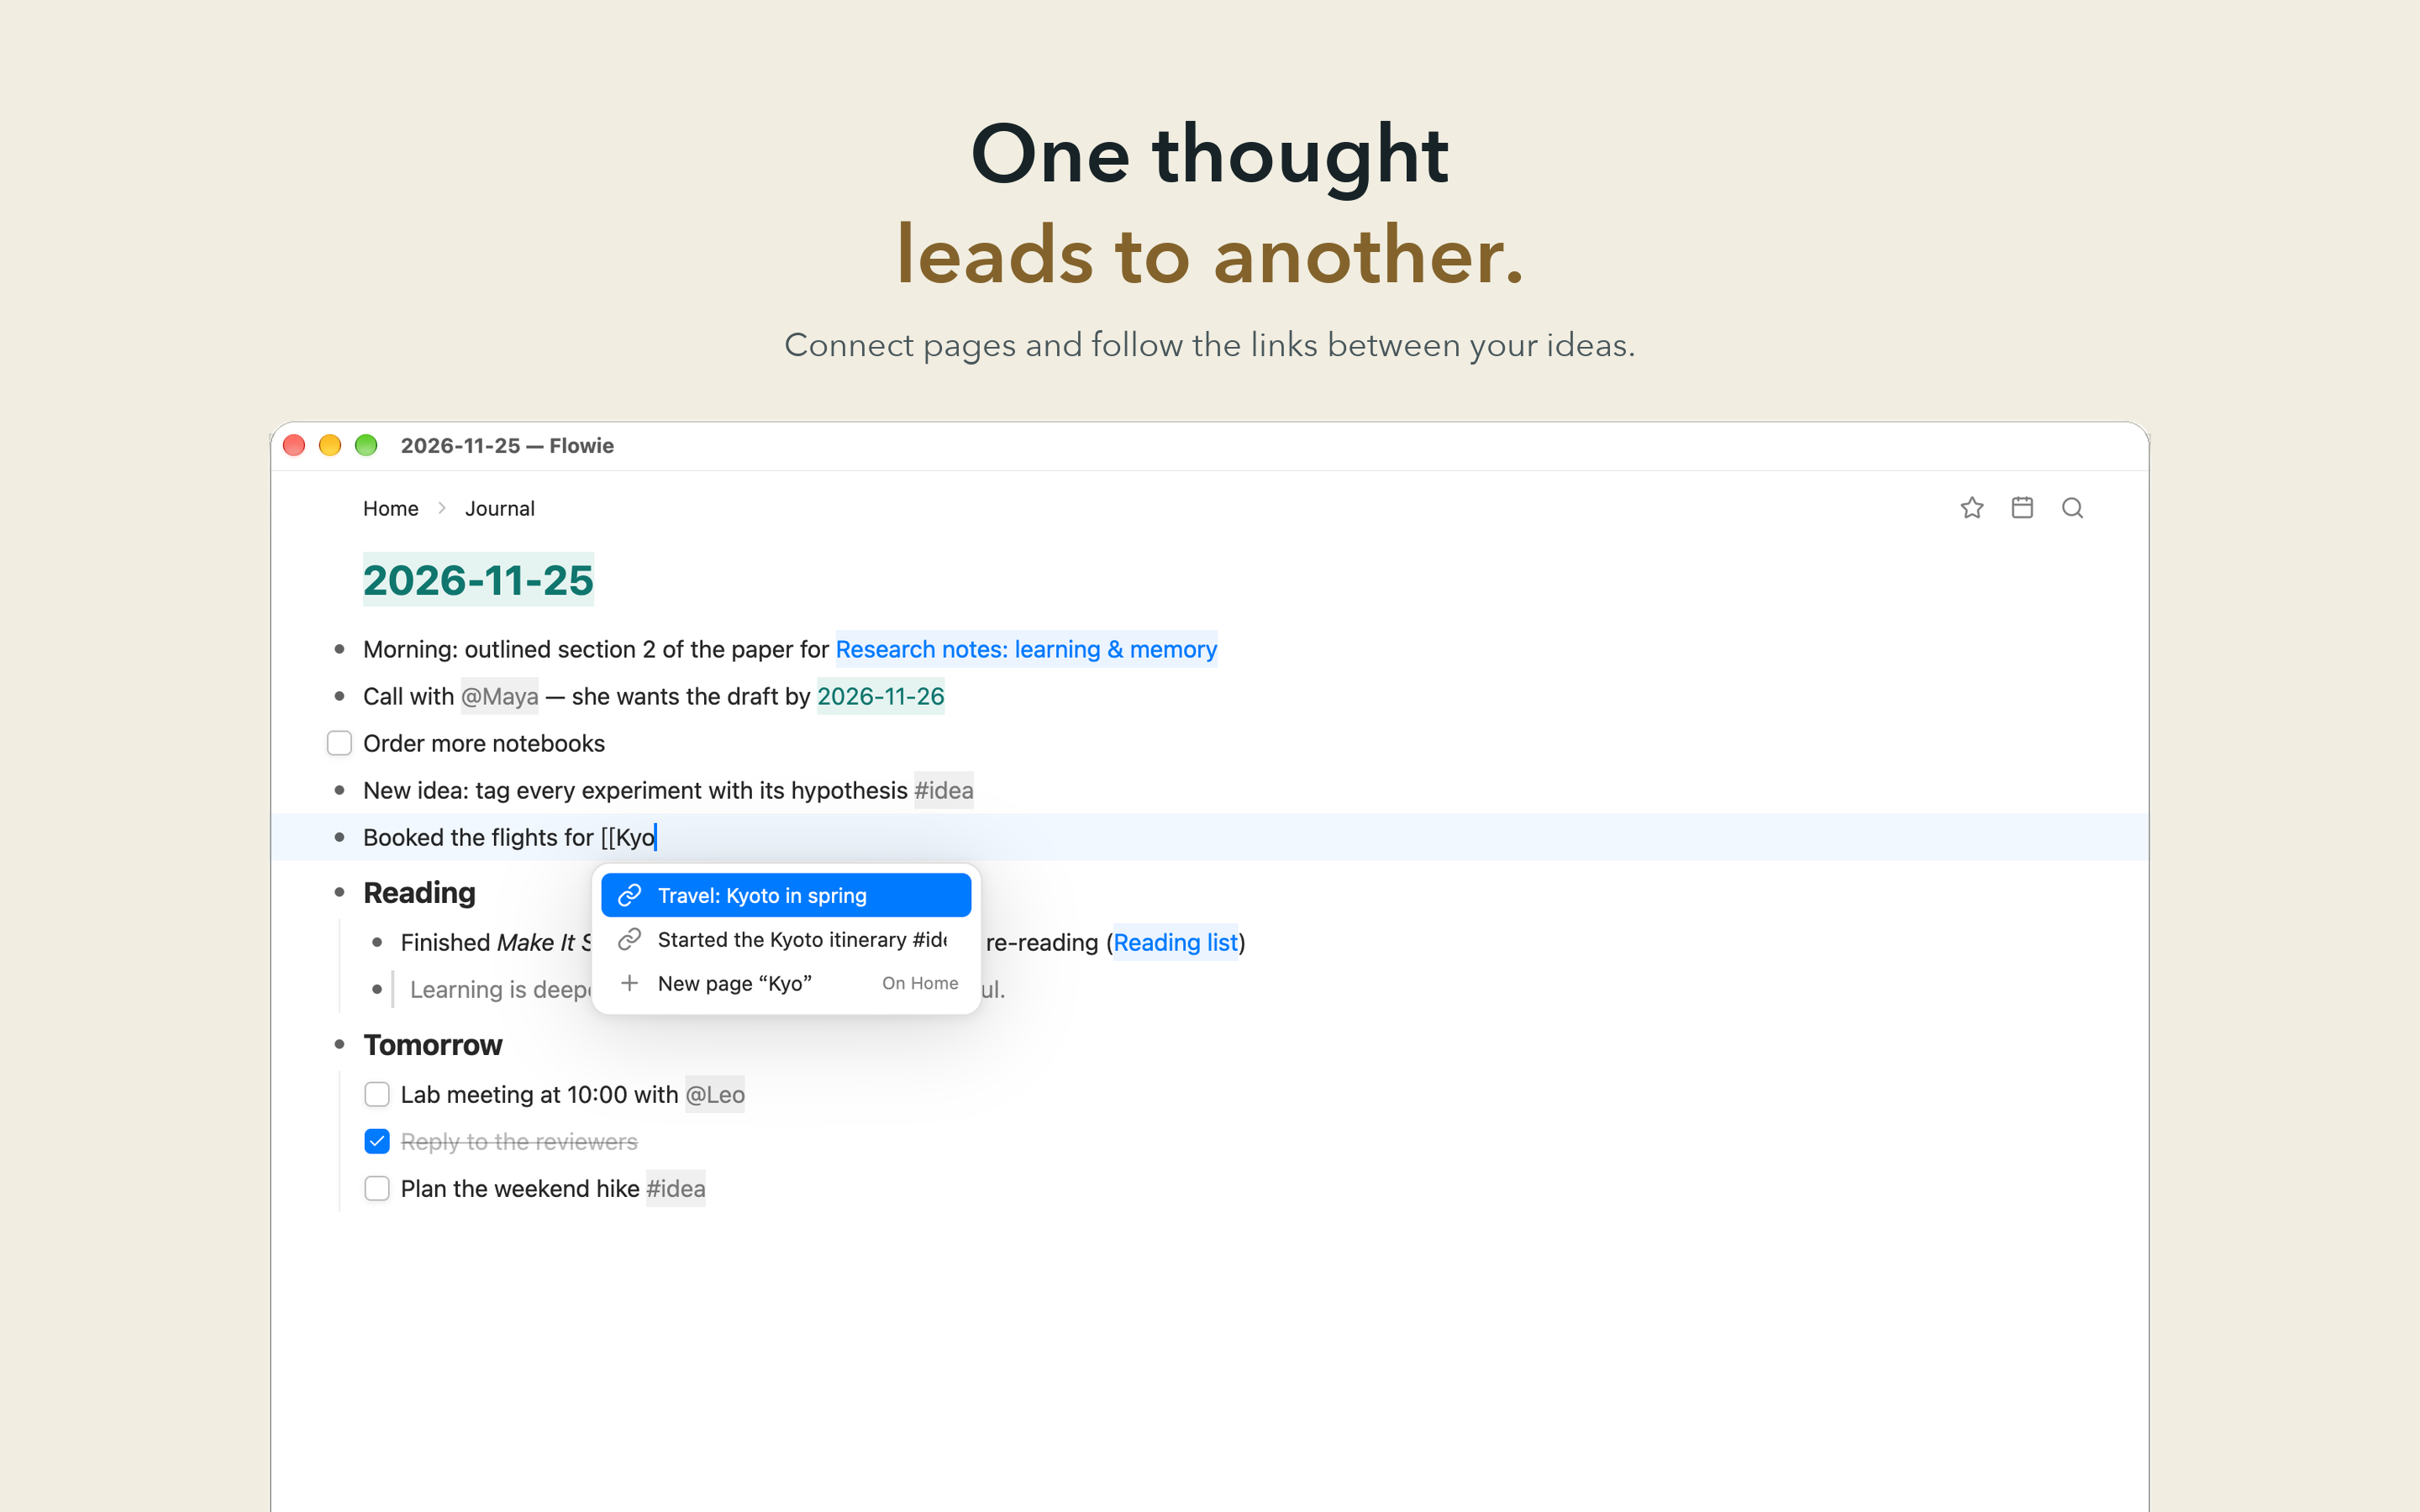 One thought
leads to another.
Connect pages and follow the links between your ideas.
2026-11-25 — Flowie
Home > Journal
2026-11-25
Morning: outlined section 2 of the paper for Research notes: learning & memory
Call with @Maya — she wants the draft by 2026-11-26
Order more notebooks
New idea: tag every experiment with its hypothesis #idea
Booked the flights for [[Kyo
Travel: Kyoto in spring
Started the Kyoto itinerary #ide
New page “Kyo” On Home
Reading
Finished Make It re-reading (Reading list)
Learning is
Tomorrow
Lab meeting at 10:00 with @Leo
Reply to the reviewers
Plan the weekend hike #idea